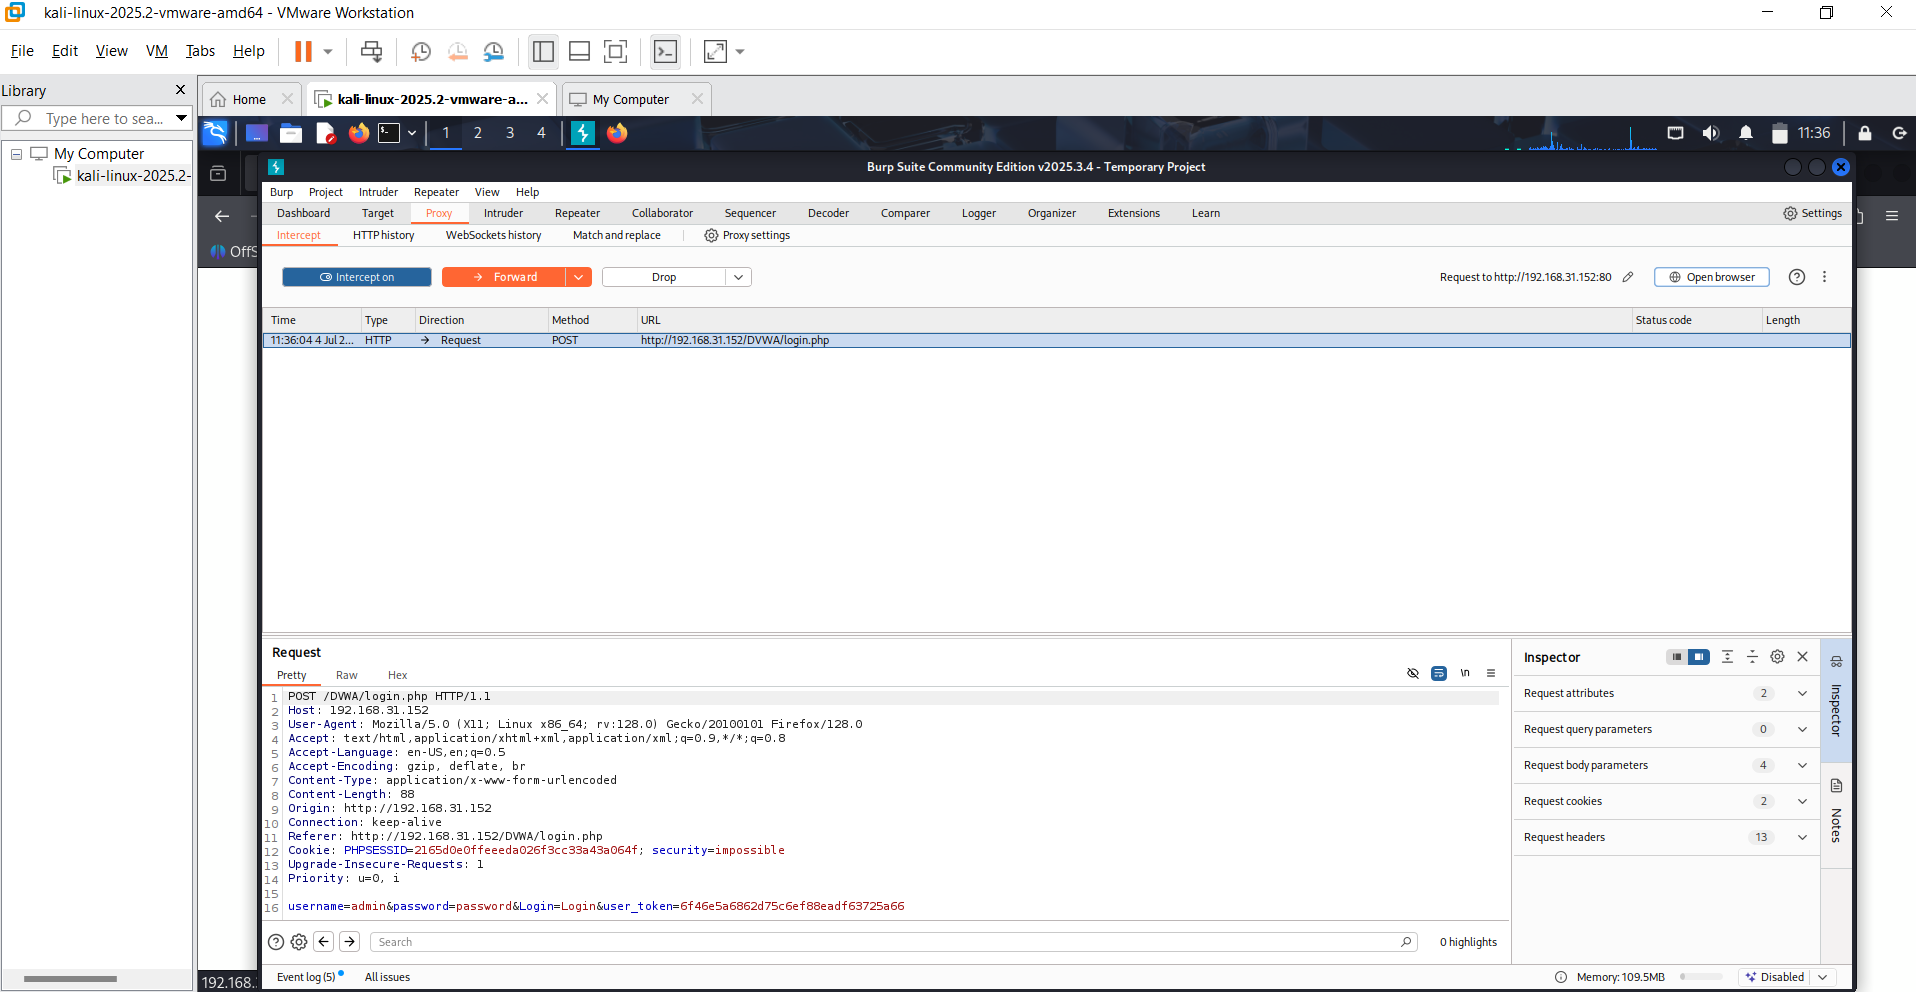 kali-linux-2025.2-vmware-amd64 - VMware Workstation
File Edit View VM Tabs Help
Library
Type here to sea...
My Computer
kali-linux-2025.2-
Home
kali-linux-2025.2-vmware-a...
My Computer
1 2 3 4
11:36
OffS
192.168.
Burp Suite Community Edition v2025.3.4 - Temporary Project
Burp Project Intruder Repeater View Help
Dashboard Target Proxy Intruder Repeater Collaborator Sequencer Decoder Comparer Logger Organizer Extensions Learn Settings
Intercept HTTP history WebSockets history Match and replace Proxy settings
Intercept on Forward Drop Request to http://192.168.31.152:80 Open browser
Time Type Direction Method URL Status code Length
11:36:04 4 Jul 2... HTTP → Request POST http://192.168.31.152/DVWA/login.php
Request
Pretty Raw Hex \n
1 POST /DVWA/login.php HTTP/1.1
2 Host: 192.168.31.152
3 User-Agent: Mozilla/5.0 (X11; Linux x86_64; rv:128.0) Gecko/20100101 Firefox/128.0
4 Accept: text/html,application/xhtml+xml,application/xml;q=0.9,*/*;q=0.8
5 Accept-Language: en-US,en;q=0.5
6 Accept-Encoding: gzip, deflate, br
7 Content-Type: application/x-www-form-urlencoded
8 Content-Length: 88
9 Origin: http://192.168.31.152
10 Connection: keep-alive
11 Referer: http://192.168.31.152/DVWA/login.php
12 Cookie: PHPSESSID=2165d0e0ffeeeda026f3cc33a43a064f; security=impossible
13 Upgrade-Insecure-Requests: 1
14 Priority: u=0, i
15
16 username=admin&password=password&Login=Login&user_token=6f46e5a6862d75c6ef88eadf63725a66
Search
0 highlights
Inspector
Request attributes 2
Request query parameters 0
Request body parameters 4
Request cookies 2
Request headers 13
Inspector
Notes
Event log (5) All issues Memory: 109.5MB Disabled